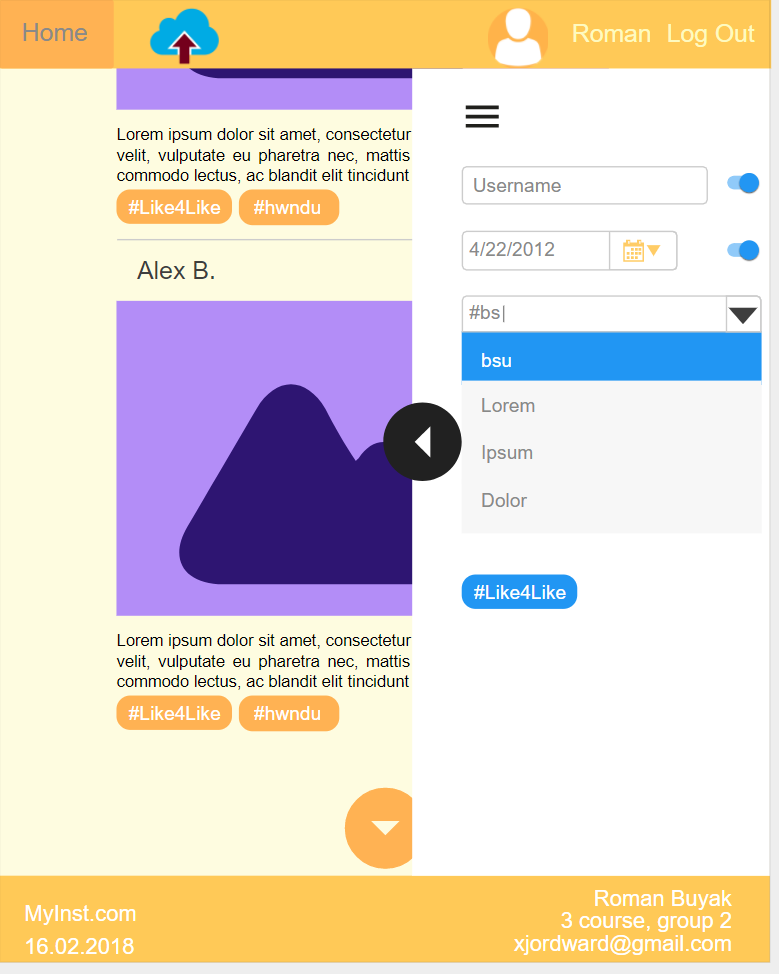 Home
Roman Log Out
Lorem ipsum dolor sit amet, consectetur
velit, vulputate eu pharetra nec, mattis
commodo lectus, ac blandit elit tincidunt
#Like4Like #hwndu
Alex B.
Lorem ipsum dolor sit amet, consectetur
velit, vulputate eu pharetra nec, mattis
commodo lectus, ac blandit elit tincidunt
#Like4Like #hwndu
Username
4/22/2012
#bs|
bsu
Lorem
Ipsum
Dolor
#Like4Like
MyInst.com
16.02.2018
Roman Buyak
3 course, group 2
xjordward@gmail.com